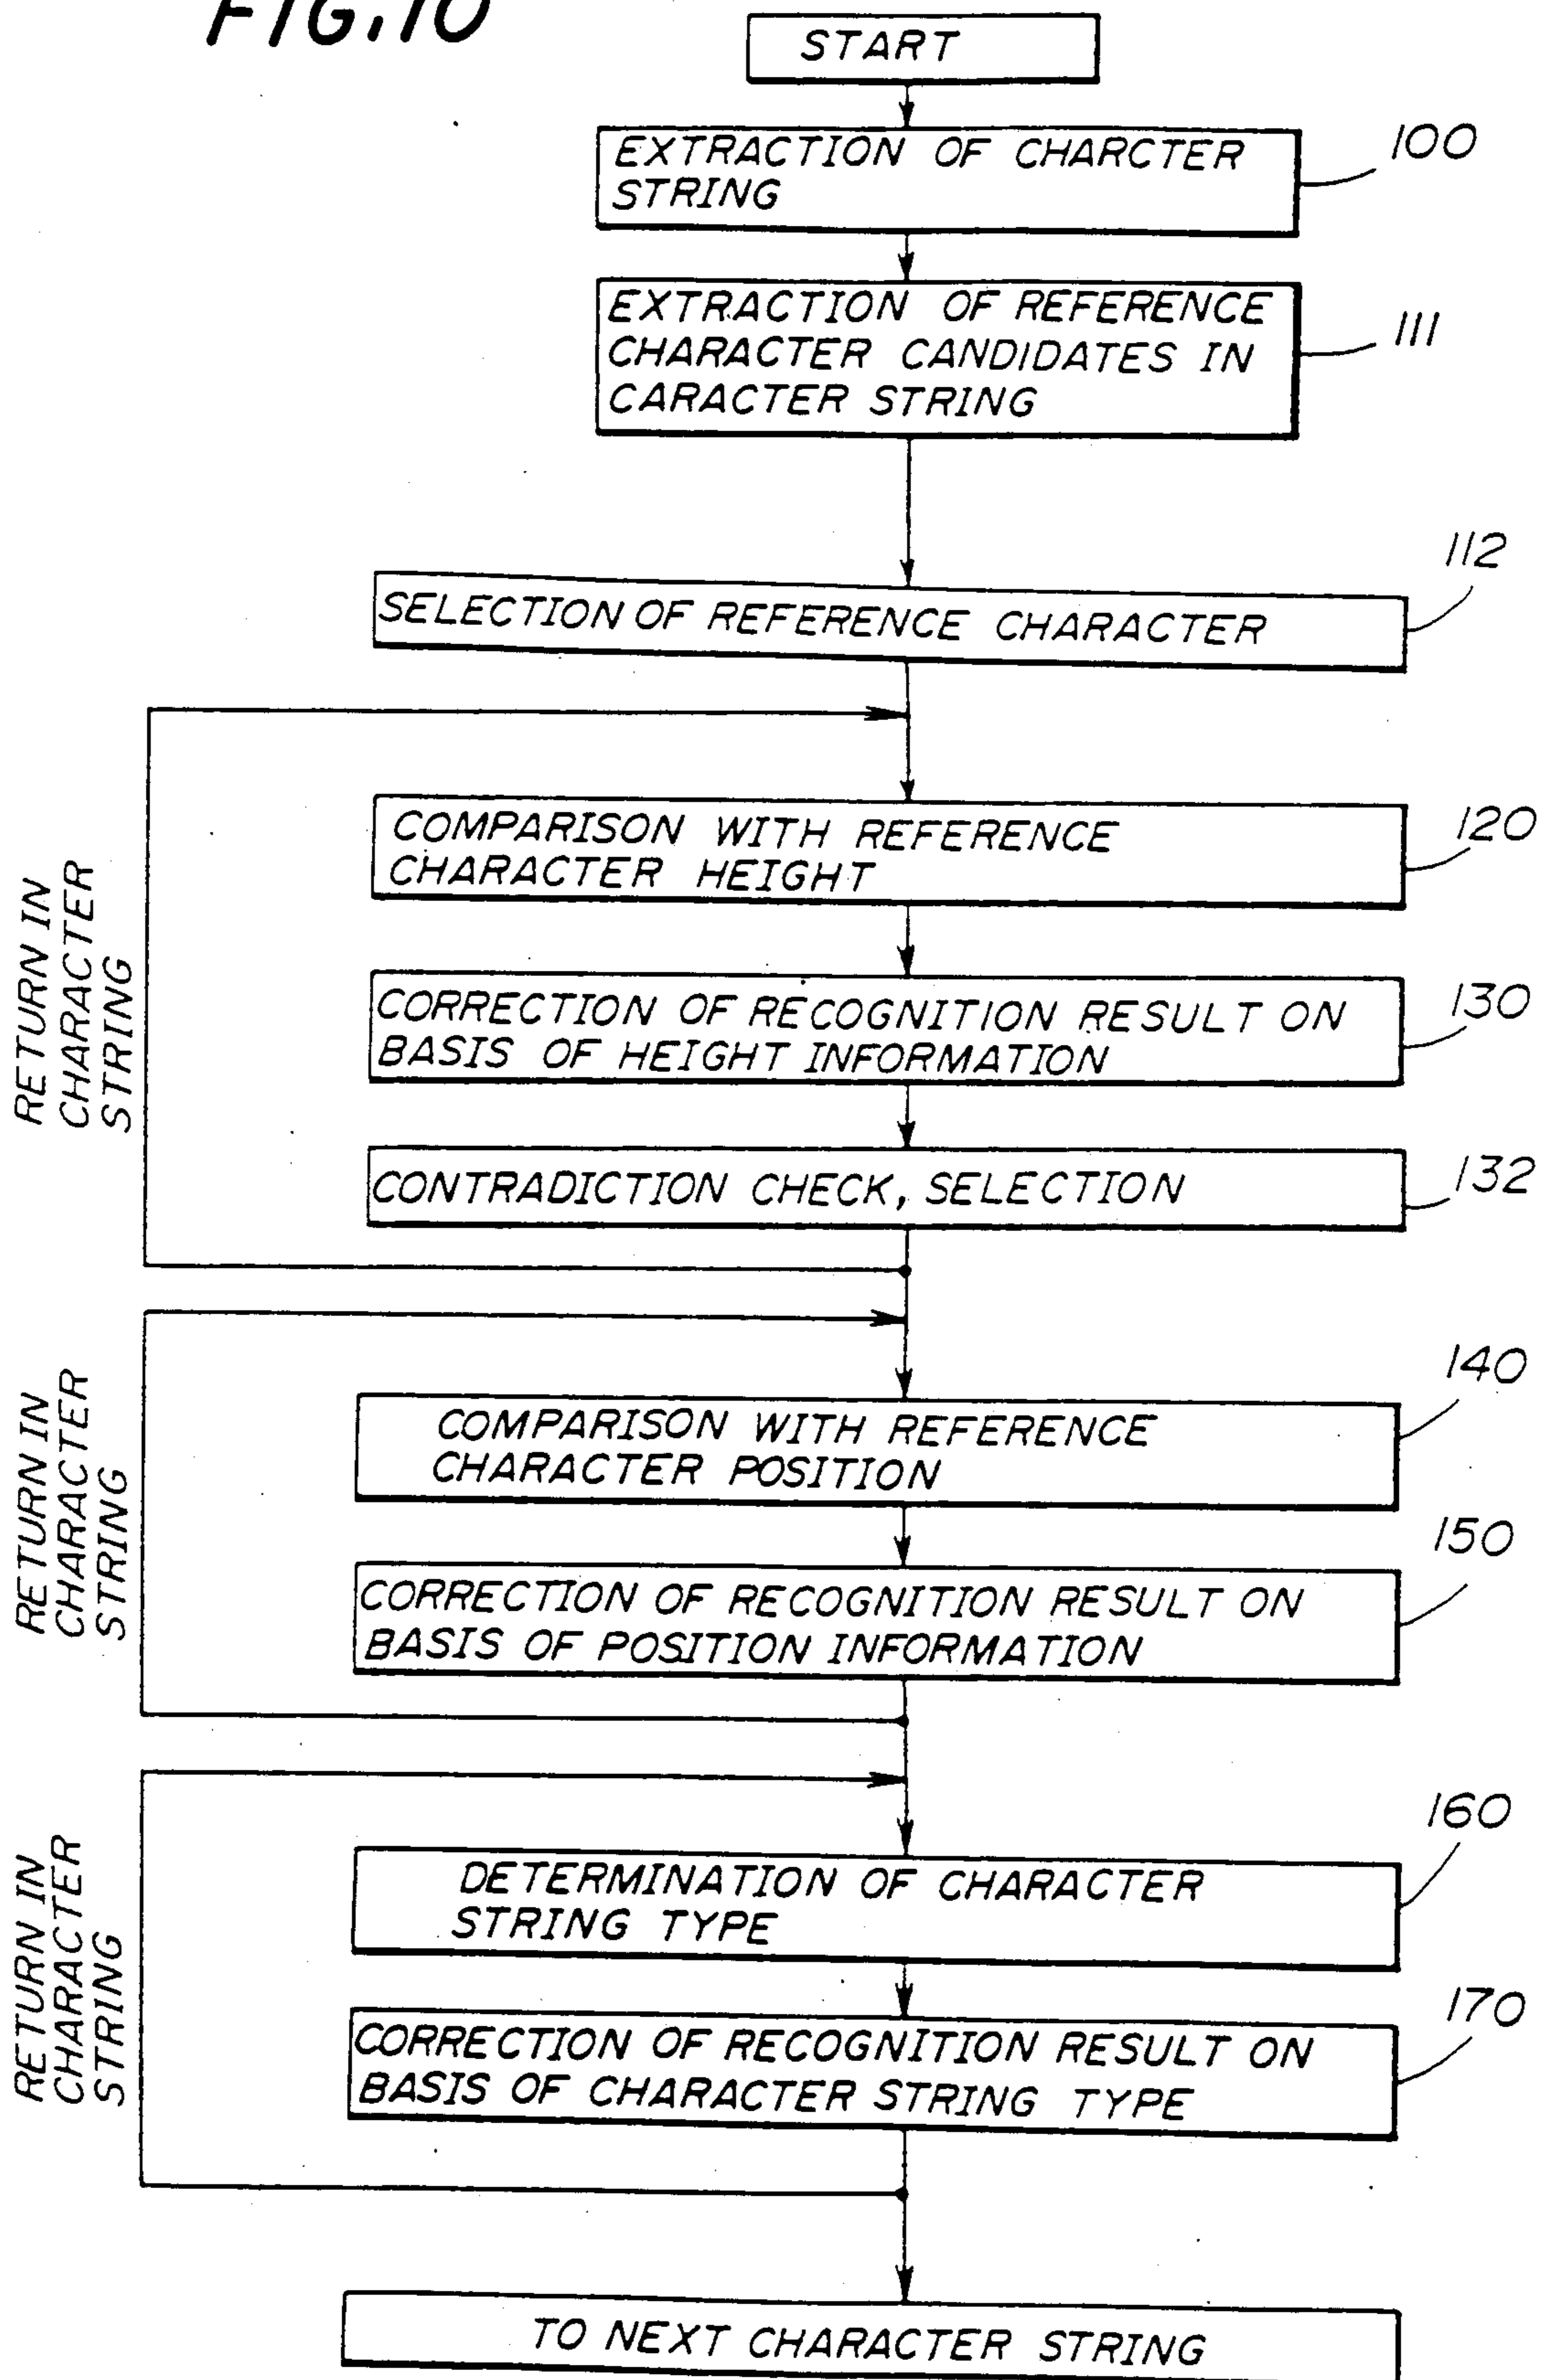 FIG.10
START
EXTRACTION OF CHARCTER
STRING
100
EXTRACTION OF REFERENCE
CHARACTER CANDIDATES IN
CARACTER STRING
111
112
SELECTION OF REFERENCE CHARACTER
RETURN IN
CHARACTER
STRING
COMPARISON WITH REFERENCE
CHARACTER HEIGHT
120
CORRECTION OF RECOGNITION RESULT ON
BASIS OF HEIGHT INFORMATION
130
CONTRADICTION CHECK, SELECTION
132
RETURN IN
CHARACTER
STRING
COMPARISON WITH REFERENCE
CHARACTER POSITION
140
CORRECTION OF RECOGNITION RESULT ON
BASIS OF POSITION INFORMATION
150
RETURN IN
CHARACTER
STRING
DETERMINATION OF CHARACTER
STRING TYPE
160
CORRECTION OF RECOGNITION RESULT ON
BASIS OF CHARACTER STRING TYPE
170
TO NEXT CHARACTER STRING